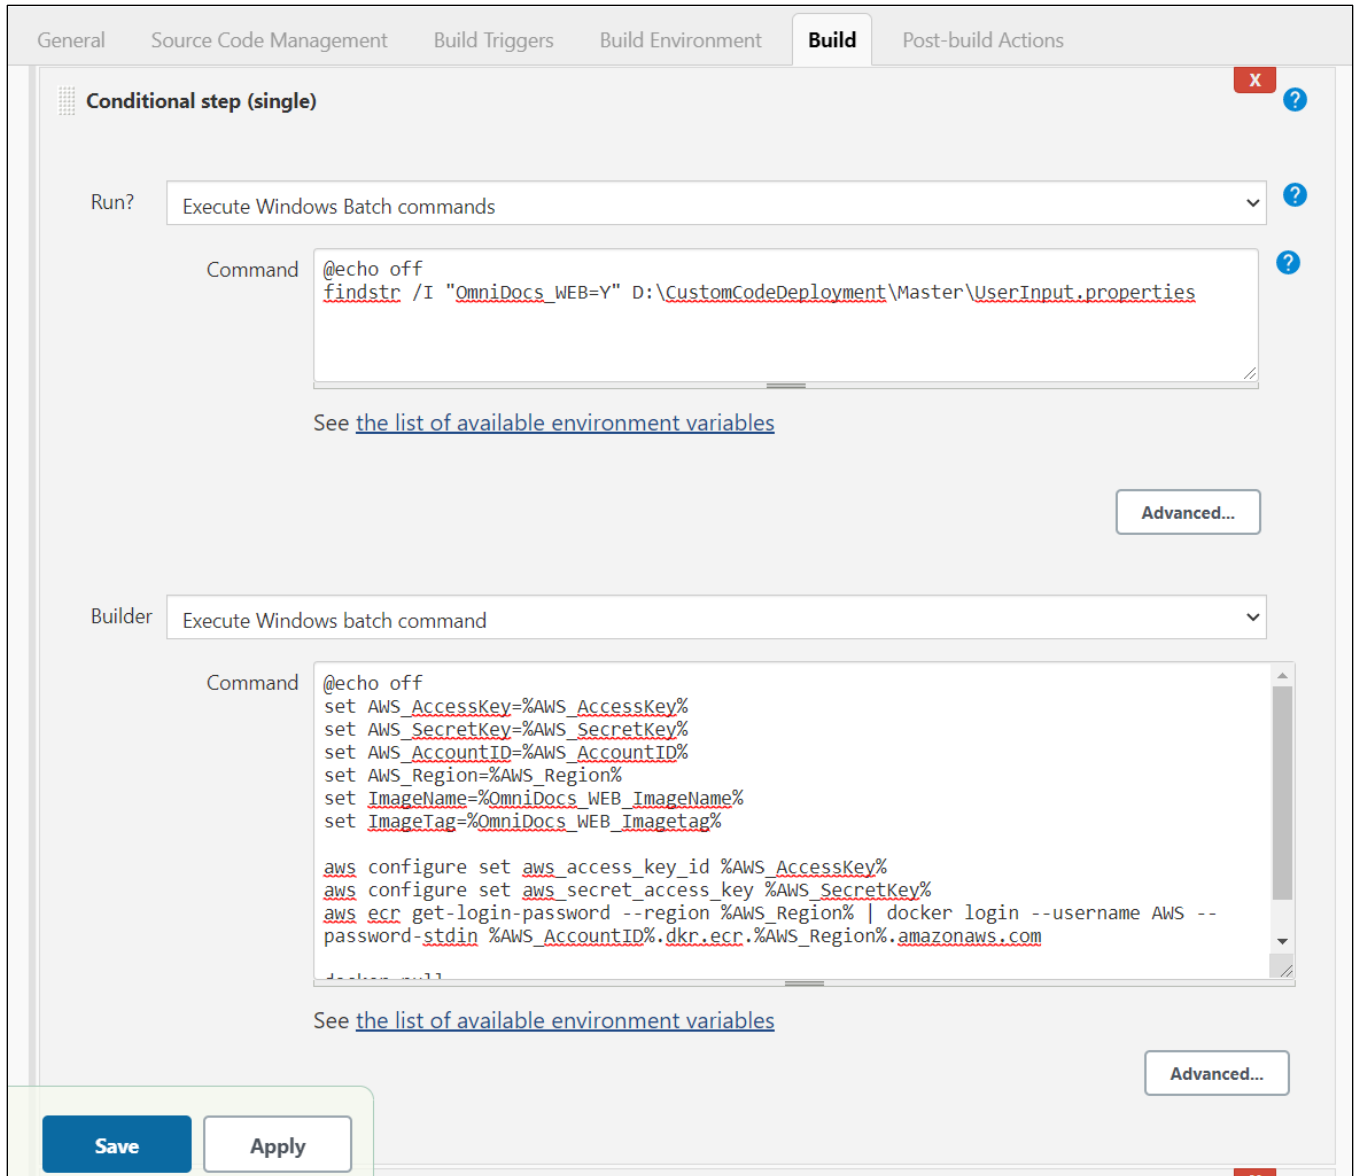 General Source Code Management Build Triggers Build Environment Build Post-build Actions
X
Conditional step (single)
?
Run? Execute Windows Batch commands ?
Command @echo off ?
findstr /I "OmniDocs_WEB=Y" D:\CustomCodeDeployment\Master\UserInput.properties
See the list of available environment variables
Advanced...
Builder Execute Windows batch command
Command @echo off
set AWS_AccessKey=%AWS_AccessKey%
set AWS_SecretKey=%AWS_SecretKey%
set AWS_AccountID=%AWS_AccountID%
set AWS_Region=%AWS_Region%
set ImageName=%OmniDocs_WEB_ImageName%
set ImageTag=%OmniDocs_WEB_Imagetag%
aws configure set aws_access_key_id %AWS_AccessKey%
aws configure set aws_secret_access_key %AWS_SecretKey%
aws ecr get-login-password --region %AWS_Region% | docker login --username AWS --
password-stdin %AWS_AccountID%.dkr.ecr.%AWS_Region%.amazonaws.com
docker pull
See the list of available environment variables
Advanced...
Save Apply